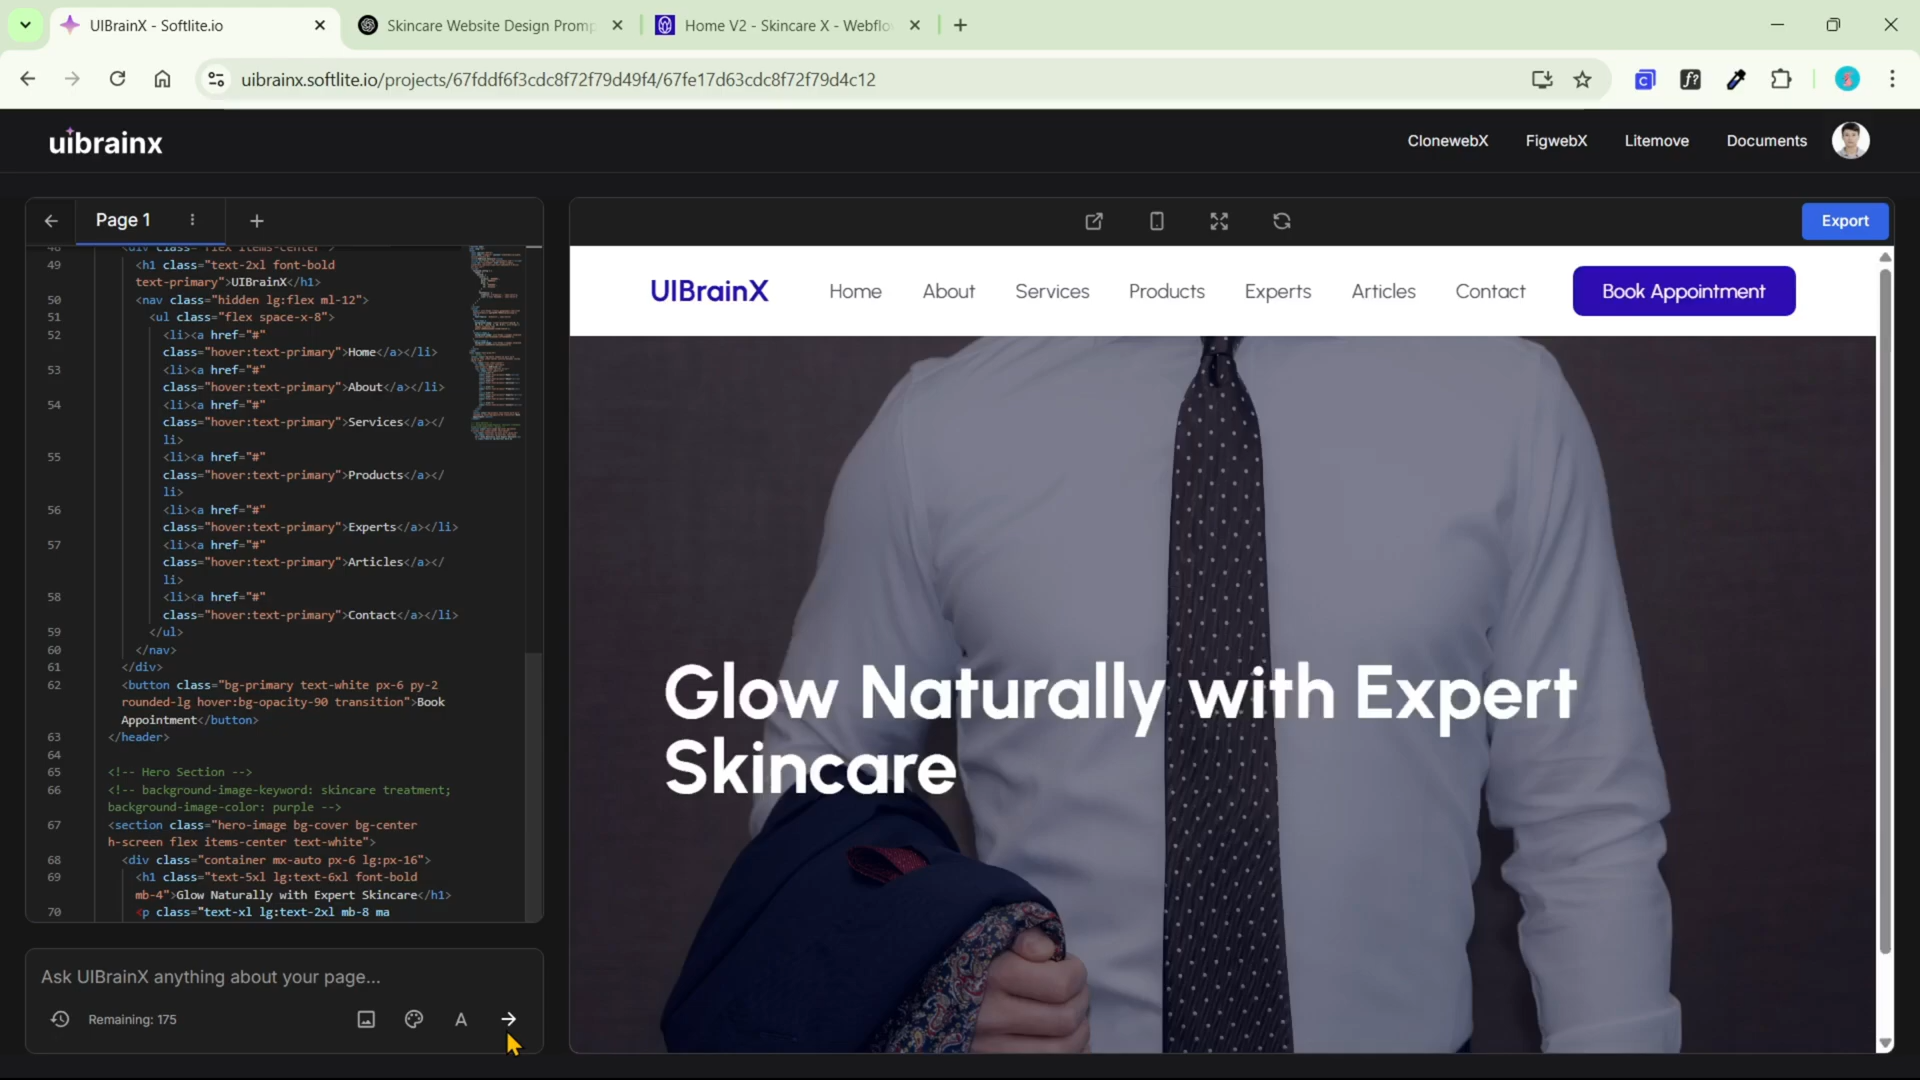 UIBrainX - Softlite.io
Skincare Website Design Promp
Home V2 - Skincare X - Webflo
uibrainx.softlite.io/projects/67fddf6f3cdc8f72f79d49f4/67fe17d63cdc8f72f79d4c12
uibrainx
ClonewebX
FigwebX
Litemove
Documents
Page 1
Export
48 <div class="flex items-center">
49 <h1 class="text-2xl font-bold
text-primary">UIBrainX</h1>
50 <nav class="hidden lg:flex ml-12">
51 <ul class="flex space-x-8">
52 <li><a href="#"
class="hover:text-primary">Home</a></li>
53 <li><a href="#"
class="hover:text-primary">About</a></li>
54 <li><a href="#"
class="hover:text-primary">Services</a></
li>
55 <li><a href="#"
class="hover:text-primary">Products</a></
li>
56 <li><a href="#"
class="hover:text-primary">Experts</a></li>
57 <li><a href="#"
class="hover:text-primary">Articles</a></
li>
58 <li><a href="#"
class="hover:text-primary">Contact</a></li>
59 </ul>
60 </nav>
61 </div>
62 <button class="bg-primary text-white px-6 py-2
rounded-lg hover:bg-opacity-90 transition">Book
Appointment</button>
63 </header>
64
65 <!-- Hero Section -->
66 <!-- background-image-keyword: skincare treatment;
background-image-color: purple -->
67 <section class="hero-image bg-cover bg-center
h-screen flex items-center text-white">
68 <div class="container mx-auto px-6 lg:px-16">
69 <h1 class="text-5xl lg:text-6xl font-bold
mb-4">Glow Naturally with Expert Skincare</h1>
70 <p class="text-xl lg:text-2xl mb-8 ma
Ask UIBrainX anything about your page...
Remaining: 175
A
UIBrainX
Home
About
Services
Products
Experts
Articles
Contact
Book Appointment
Glow Naturally with Expert
Skincare